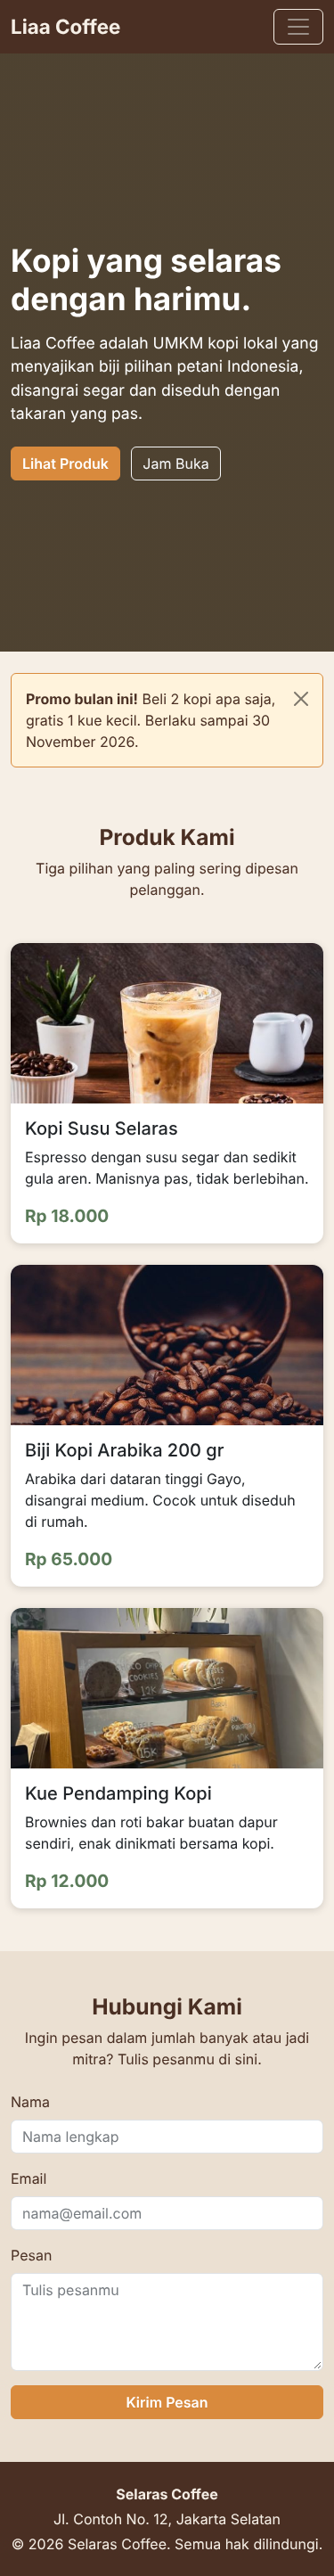 Liaa Coffee
Kopi yang selaras
dengan harimu.
Liaa Coffee adalah UMKM kopi lokal yang
menyajikan biji pilihan petani Indonesia,
disangrai segar dan diseduh dengan
takaran yang pas.
Lihat Produk
Jam Buka
Promo bulan ini! Beli 2 kopi apa saja,
gratis 1 kue kecil. Berlaku sampai 30
November 2026.
Produk Kami
Tiga pilihan yang paling sering dipesan
pelanggan.
Kopi Susu Selaras
Espresso dengan susu segar dan sedikit
gula aren. Manisnya pas, tidak berlebihan.
Rp 18.000
Biji Kopi Arabika 200 gr
Arabika dari dataran tinggi Gayo,
disangrai medium. Cocok untuk diseduh
di rumah.
Rp 65.000
Kue Pendamping Kopi
Brownies dan roti bakar buatan dapur
sendiri, enak dinikmati bersama kopi.
Rp 12.000
Hubungi Kami
Ingin pesan dalam jumlah banyak atau jadi
mitra? Tulis pesanmu di sini.
Nama
Nama lengkap
Email
nama@email.com
Pesan
Tulis pesanmu
Kirim Pesan
Selaras Coffee
Jl. Contoh No. 12, Jakarta Selatan
© 2026 Selaras Coffee. Semua hak dilindungi.